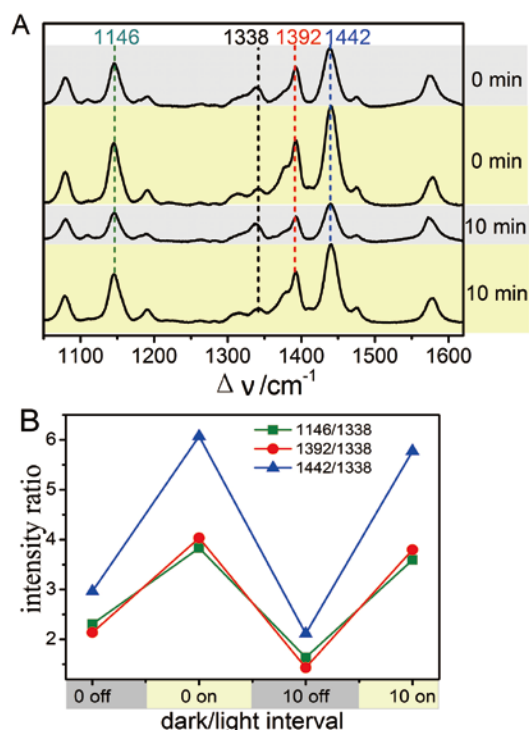 A
1146 1338 1392 1442
0 min
0 min
10 min
10 min
1050 1200 1300 1400 1500 1600
Δ ν /cm⁻¹
B
1146/1338
1392/1338
1442/1338
6
5
4
3
2
intensity ratio
0 off 0 on 10 off 10 on
dark/light interval